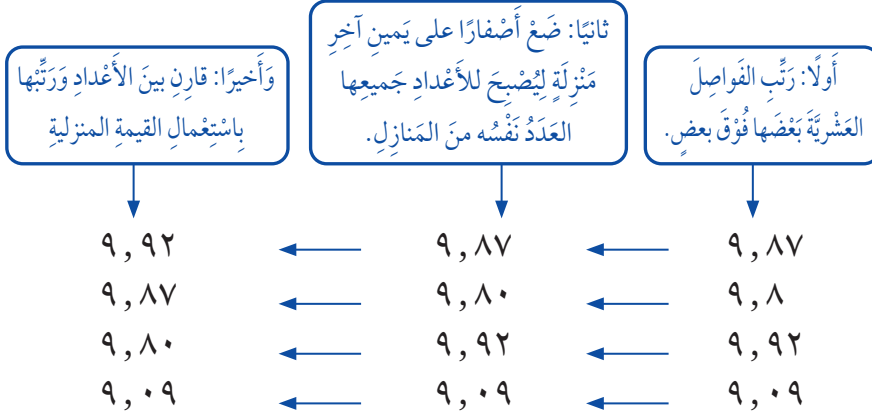 أَولًا: رَتِّبِ الفَواصِلَ
العَشْرِيَّةَ بَعْضَها فُوْقَ بعضٍ.
ثانيًا: ضَعْ أَصْفارًا على يَمينِ آخِرِ
مَنْزِلَةٍ لِيُصْبِحَ للأَعْدادِ جَميعِها
العَدَدُ نَفْسُه منَ المَنازِلِ.
وَأَخيرًا: قارِنِ بينَ الأَعْدادِ وَرَتِّبْها
بِاسْتِعْمالِ القيمةِ المنزليةِ
٩,٨٧ ٩,٨٧ ٩,٩٢
٩,٨ ٩,٨٠ ٩,٨٧
٩,٩٢ ٩,٩٢ ٩,٨٠
٩,٠٩ ٩,٠٩ ٩,٠٩